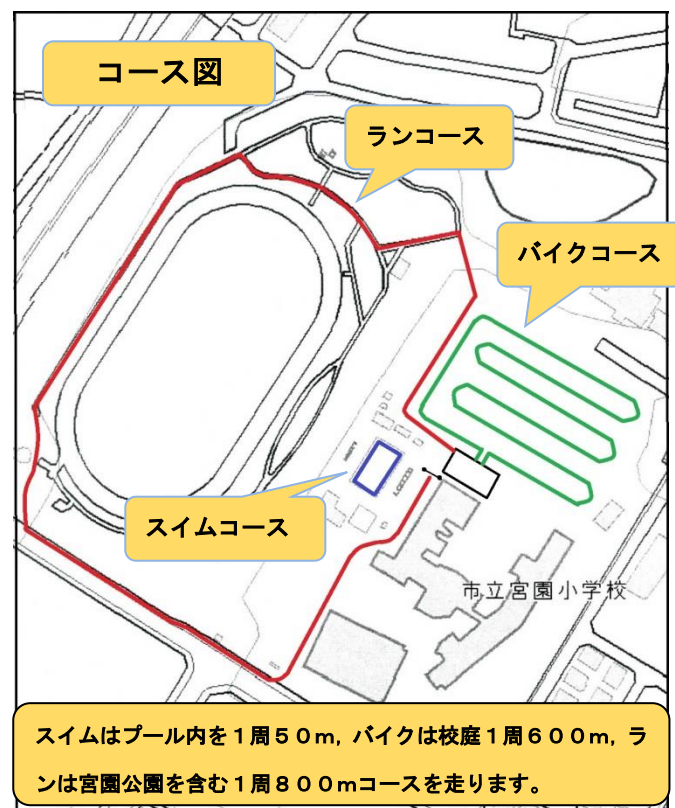 コース図
ランコース
バイクコース
スイムコース
市立宮園小学校
スイムはプール内を1周50m，バイクは校庭1周600m，ラ
ンは宮園公園を含む1周800mコースを走ります。